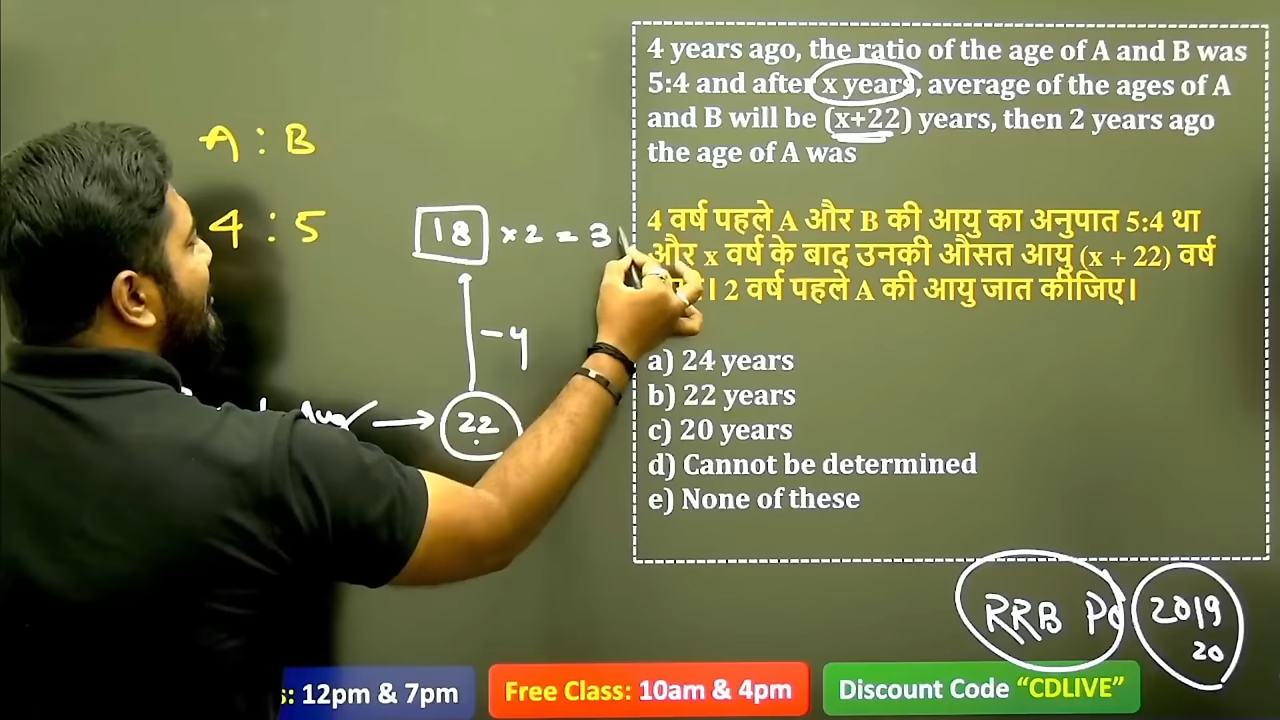 A : B
4 : 5
18 × 2 = 3
- 4
22
4 years ago, the ratio of the age of A and B was
5:4 and after x years, average of the ages of A
and B will be (x+22) years, then 2 years ago
the age of A was
4 वर्ष पहले A और B की आयु का अनुपात 5:4 था
और x वर्ष के बाद उनकी औसत आयु (x + 22) वर्ष
। 2 वर्ष पहले A की आयु जात कीजिए।
a) 24 years
b) 22 years
c) 20 years
d) Cannot be determined
e) None of these
RRB PO 2019
20
: 12pm & 7pm
Free Class: 10am & 4pm
Discount Code “CDLIVE”